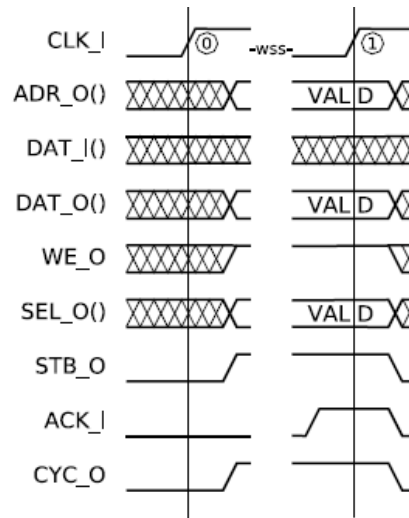 CLK_I ⓪ -wss- ①
ADR_O() VALID
DAT_I()
DAT_O() VALID
WE_O
SEL_O() VALID
STB_O
ACK_I
CYC_O